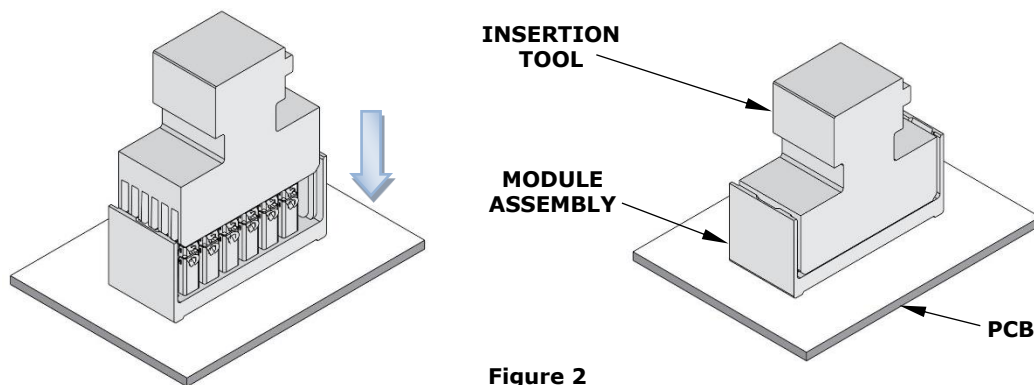 INSERTION
TOOL
MODULE
ASSEMBLY
PCB
Figure 2